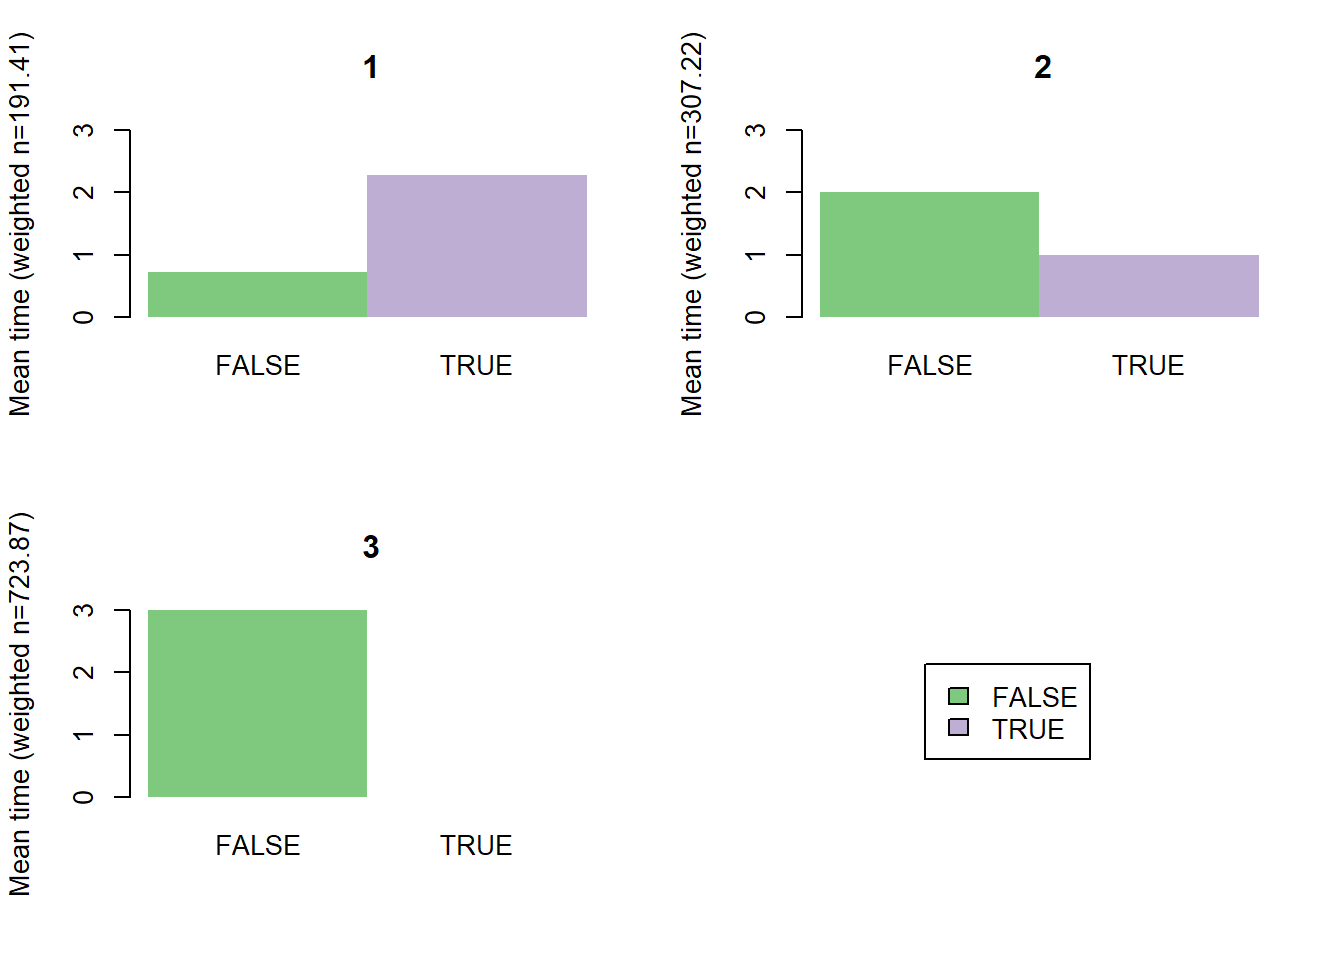 1
Mean time (weighted n=191.41)
3
2
1
0
FALSE TRUE
2
Mean time (weighted n=307.22)
3
2
1
0
FALSE TRUE
3
Mean time (weighted n=723.87)
3
2
1
0
FALSE TRUE
FALSE
TRUE